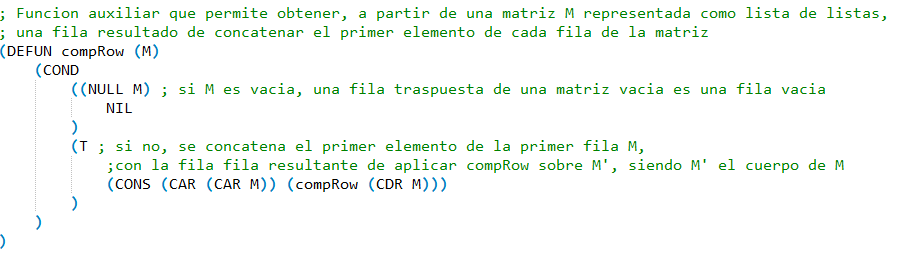 ; Funcion auxiliar que permite obtener, a partir de una matriz M representada como lista de listas,
; una fila resultado de concatenar el primer elemento de cada fila de la matriz
(DEFUN compRow (M)
    (COND
        ((NULL M) ; si M es vacia, una fila traspuesta de una matriz vacia es una fila vacia
            NIL
        )
        (T ; si no, se concatena el primer elemento de la primer fila M,
            ;con la fila fila resultante de aplicar compRow sobre M', siendo M' el cuerpo de M
            (CONS (CAR (CAR M)) (compRow (CDR M)))
        )
    )
)